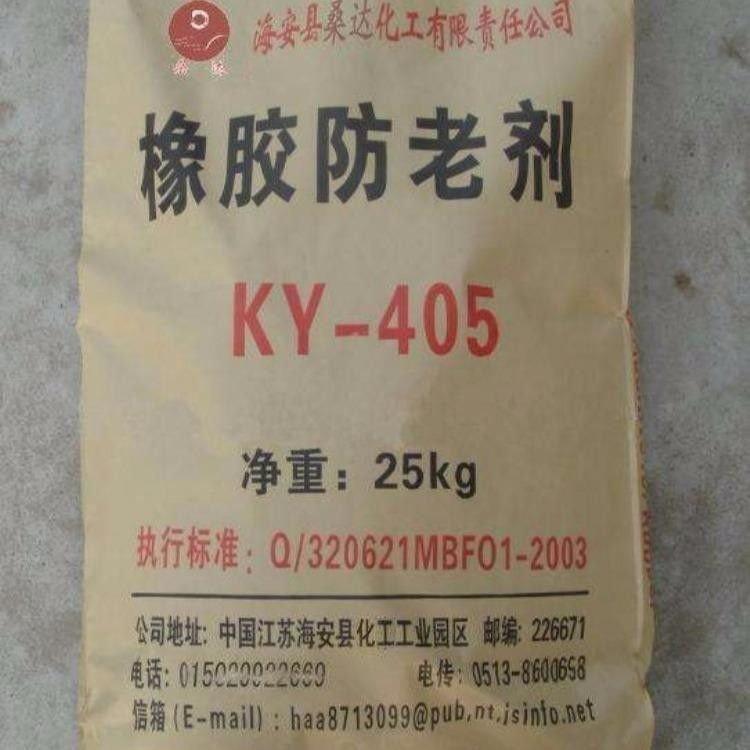 海安县桑达化工有限责任公司
橡胶防老剂
KY-405
净重：25kg
执行标准：Q/320621MBF01-2003
公司地址：中国江苏海安县化工工业园区 邮编：226671
电话： 电传：0513-8600658
信箱(E-mail)：haa8713099@pub.nt.jsinfo.net